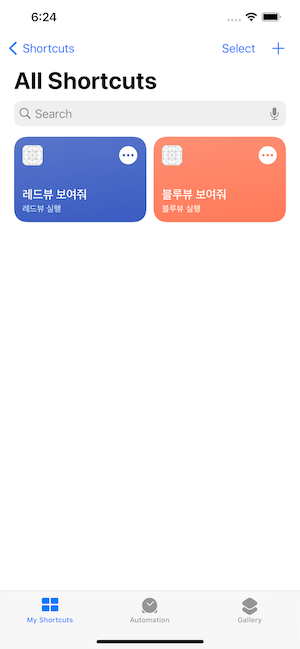 6:24
Shortcuts
Select
All Shortcuts
Search
레드뷰 보여줘
레드뷰 실행
블루뷰 보여줘
블루뷰 실행
My Shortcuts
Automation
Gallery